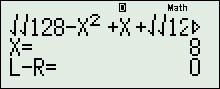 D Math
√√128-X² +X+√√12▷
X= 8
L-R= 0